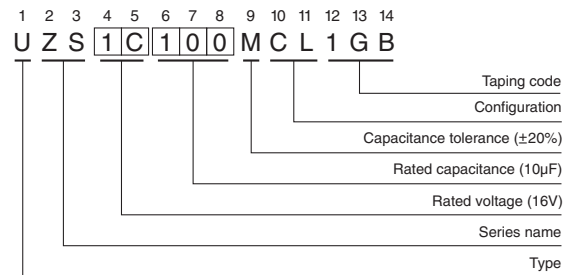 1 2 3 4 5 6 7 8 9 10 11 12 13 14
U Z S 1 C 1 0 0 M C L 1 G B
Taping code
Configuration
Capacitance tolerance (±20%)
Rated capacitance (10µF)
Rated voltage (16V)
Series name
Type